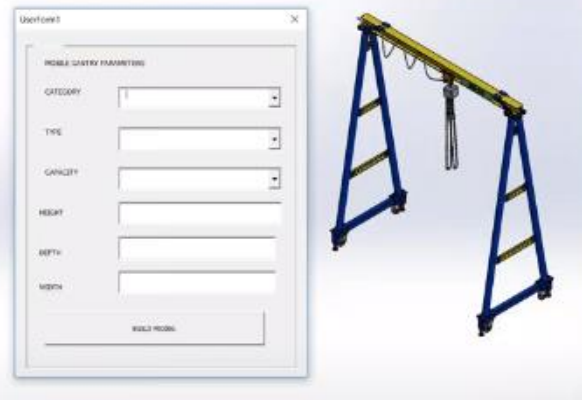 UserForm1
MOBILE GANTRY PARAMETERS
CATEGORY
TYPE
CAPACITY
HEIGHT
DEPTH
WIDTH
BUILD MODEL